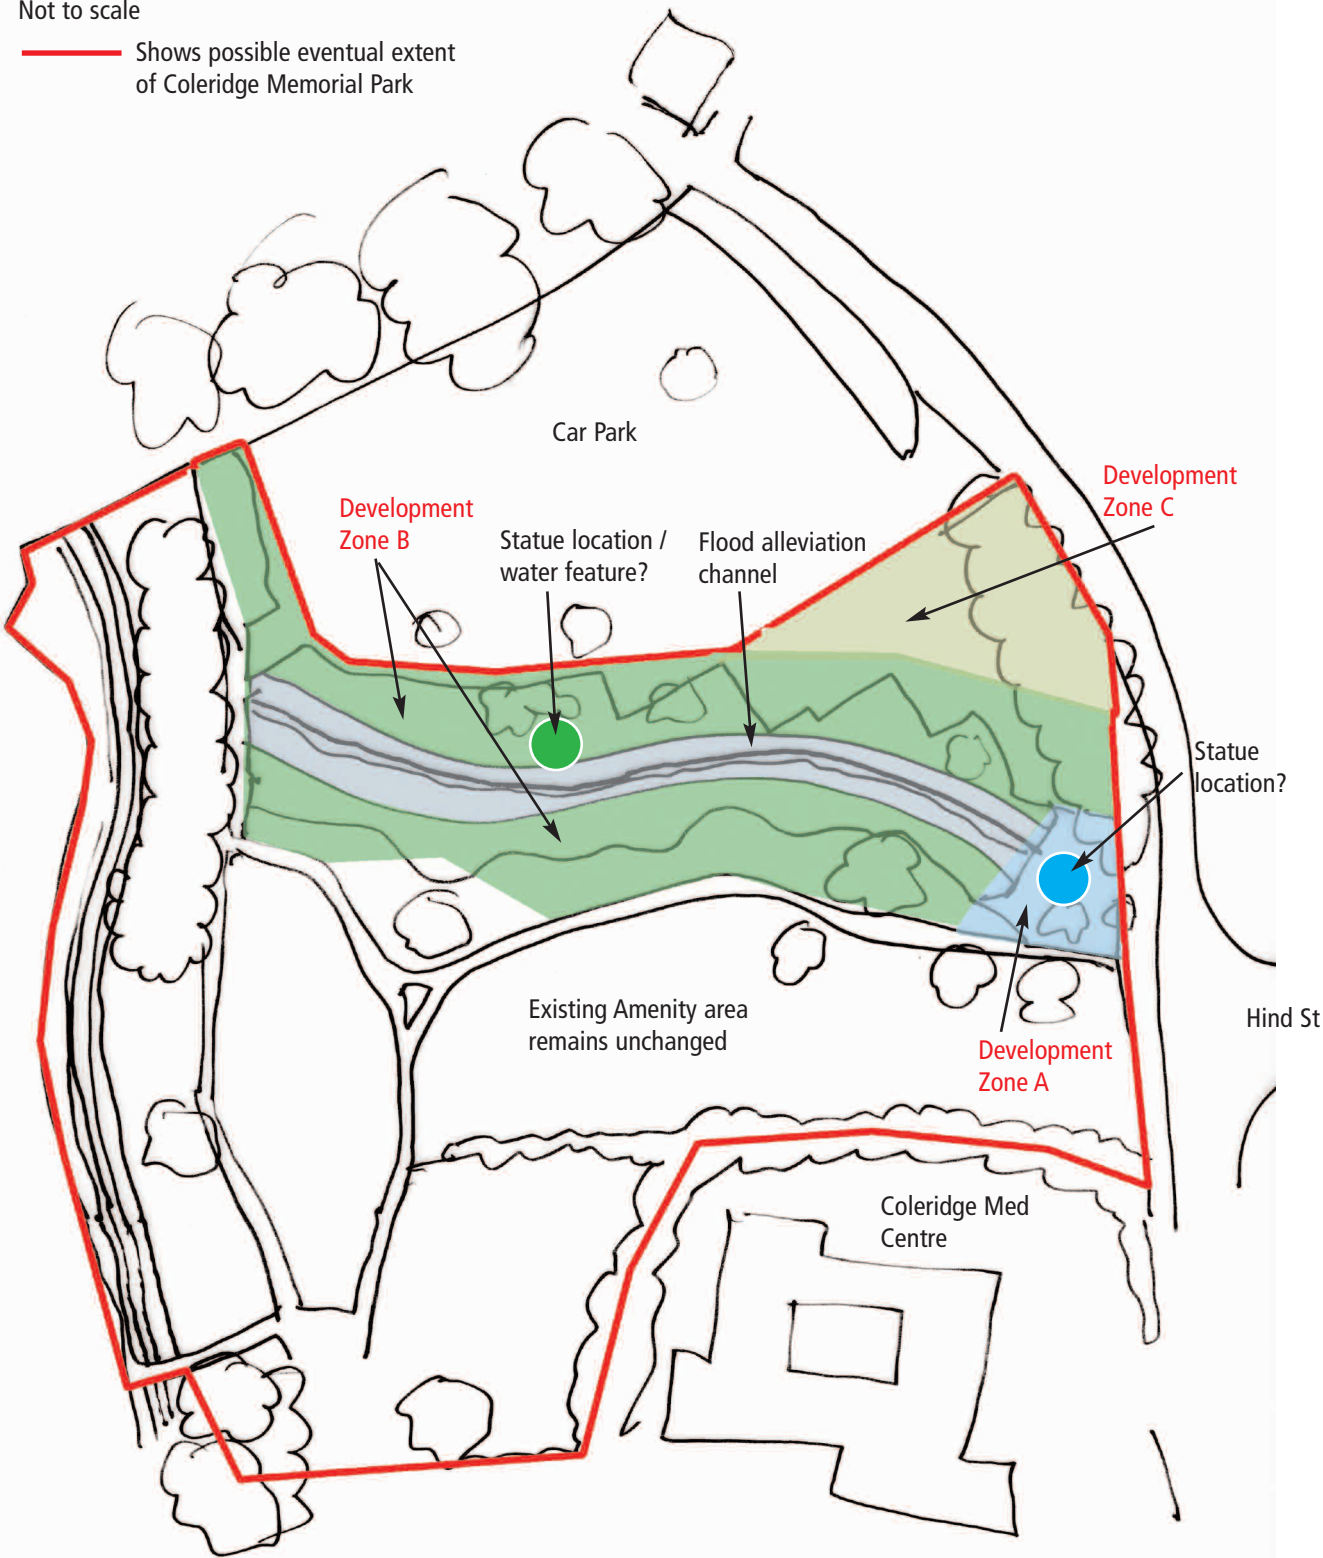 Not to scale
Shows possible eventual extent
of Coleridge Memorial Park
Car Park
Development
Zone C
Development
Zone B
Statue location /
water feature?
Flood alleviation
channel
Statue
location?
Existing Amenity area
remains unchanged
Hind St
Development
Zone A
Coleridge Med
Centre